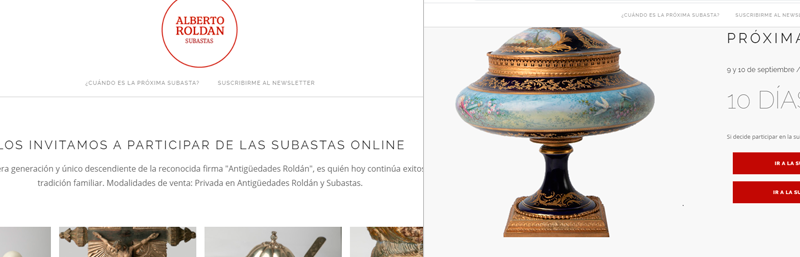 ALBERTO
ROLDAN
SUBASTAS
¿CUÁNDO ES LA PRÓXIMA SUBASTA?
SUSCRIBIRME AL NEWSLETTER
LOS INVITAMOS A PARTICIPAR DE LAS SUBASTAS ONLINE
era generación y único descendiente de la reconocida firma "Antigüedades Roldán", es quién hoy continúa exitos
tradición familiar. Modalidades de venta: Privada en Antigüedades Roldán y Subastas.
¿CUÁNDO ES LA PRÓXIMA SUBASTA?
SUSCRIBIRME AL NEWSL
PRÓXIMA
9 y 10 de septiembre /
10 DÍAS
Si decide participar en la su
IR A LA SU
IR A LA SU